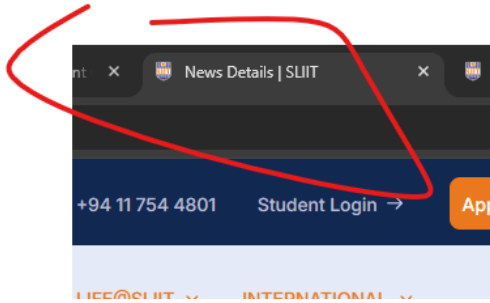 nt
News Details | SLIIT
+94 11 754 4801
Student Login →
App
LIFE@SLIIT
INTERNATIONAL